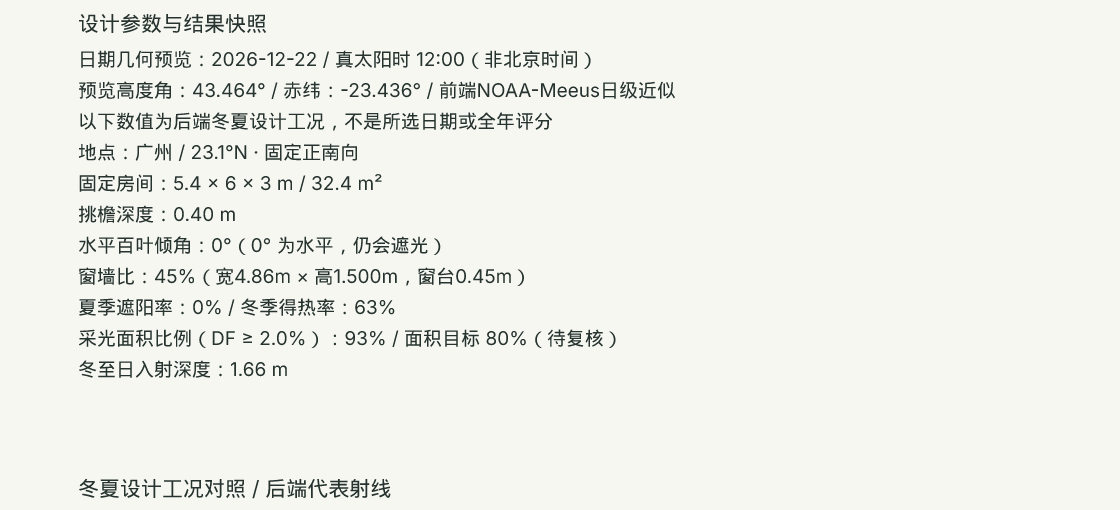 设计参数与结果快照
日期几何预览：2026-12-22 / 真太阳时 12:00（非北京时间）
预览高度角：43.464° / 赤纬：-23.436° / 前端NOAA-Meeus日级近似
以下数值为后端冬夏设计工况，不是所选日期或全年评分
地点：广州 / 23.1°N · 固定正南向
固定房间：5.4 × 6 × 3 m / 32.4 m²
挑檐深度：0.40 m
水平百叶倾角：0°（0° 为水平，仍会遮光）
窗墙比：45%（宽4.86m × 高1.500m，窗台0.45m）
夏季遮阳率：0% / 冬季得热率：63%
采光面积比例（DF ≥ 2.0%）：93% / 面积目标 80%（待复核）
冬至日入射深度：1.66 m
冬夏设计工况对照 / 后端代表射线